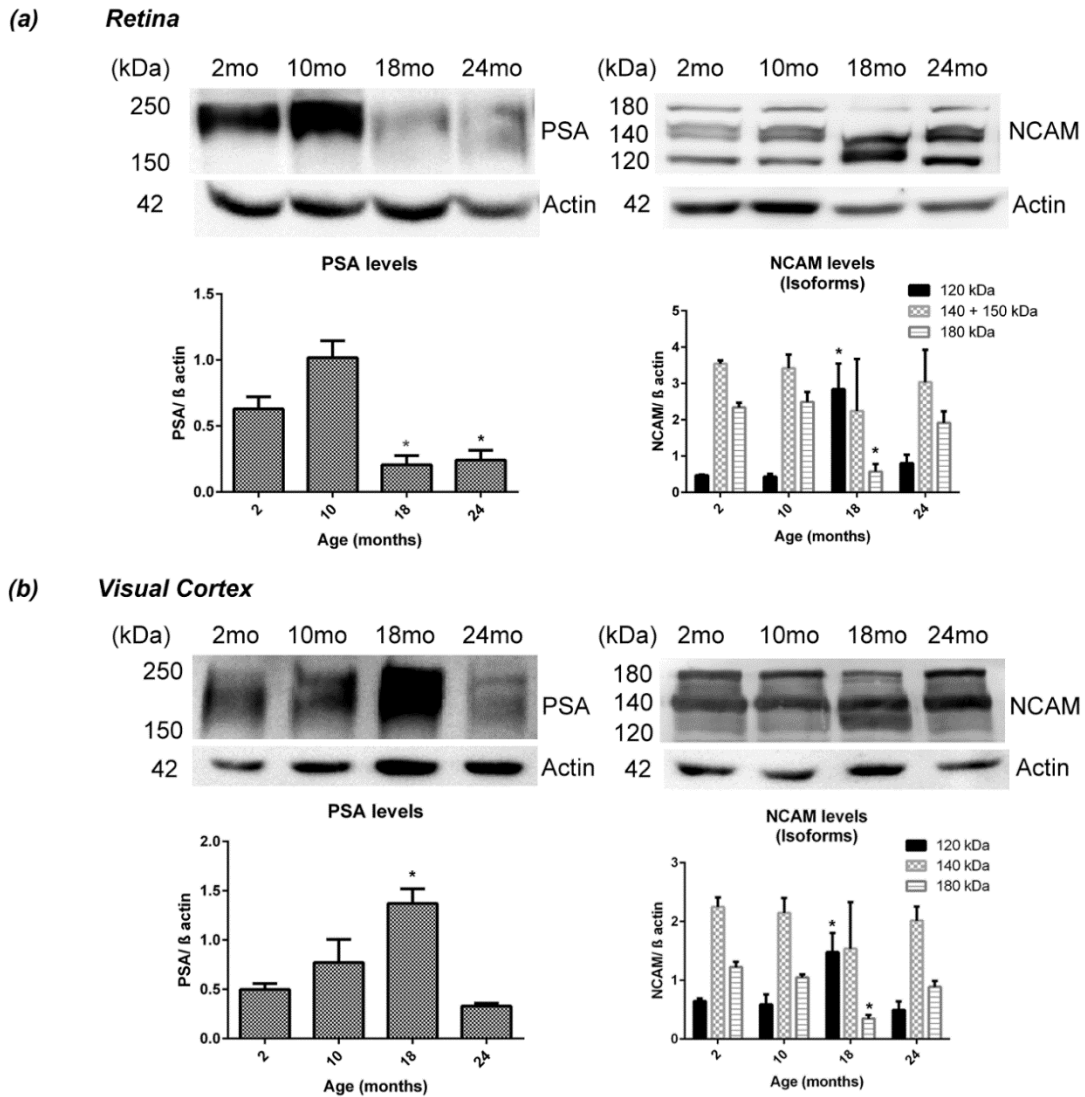 (a) Retina
(kDa) 2mo 10mo 18mo 24mo
250
150
PSA
42
Actin
(kDa) 2mo 10mo 18mo 24mo
180
140
120
NCAM
42
Actin
PSA levels
PSA/ ß actin
1.5
1.0
0.5
0.0
* *
2 10 18 24
Age (months)
NCAM levels
(Isoforms)
120 kDa
140 + 150 kDa
180 kDa
NCAM/ ß actin
5
4
3
2
1
0
* *
2 10 18 24
Age (months)
(b) Visual Cortex
(kDa) 2mo 10mo 18mo 24mo
250
150
PSA
42
Actin
(kDa) 2mo 10mo 18mo 24mo
180
140
120
NCAM
42
Actin
PSA levels
PSA/ ß actin
2.0
1.5
1.0
0.5
0.0
*
2 10 18 24
Age (months)
NCAM levels
(Isoforms)
120 kDa
140 kDa
180 kDa
NCAM/ ß actin
3
2
1
0
* *
2 10 18 24
Age (months)